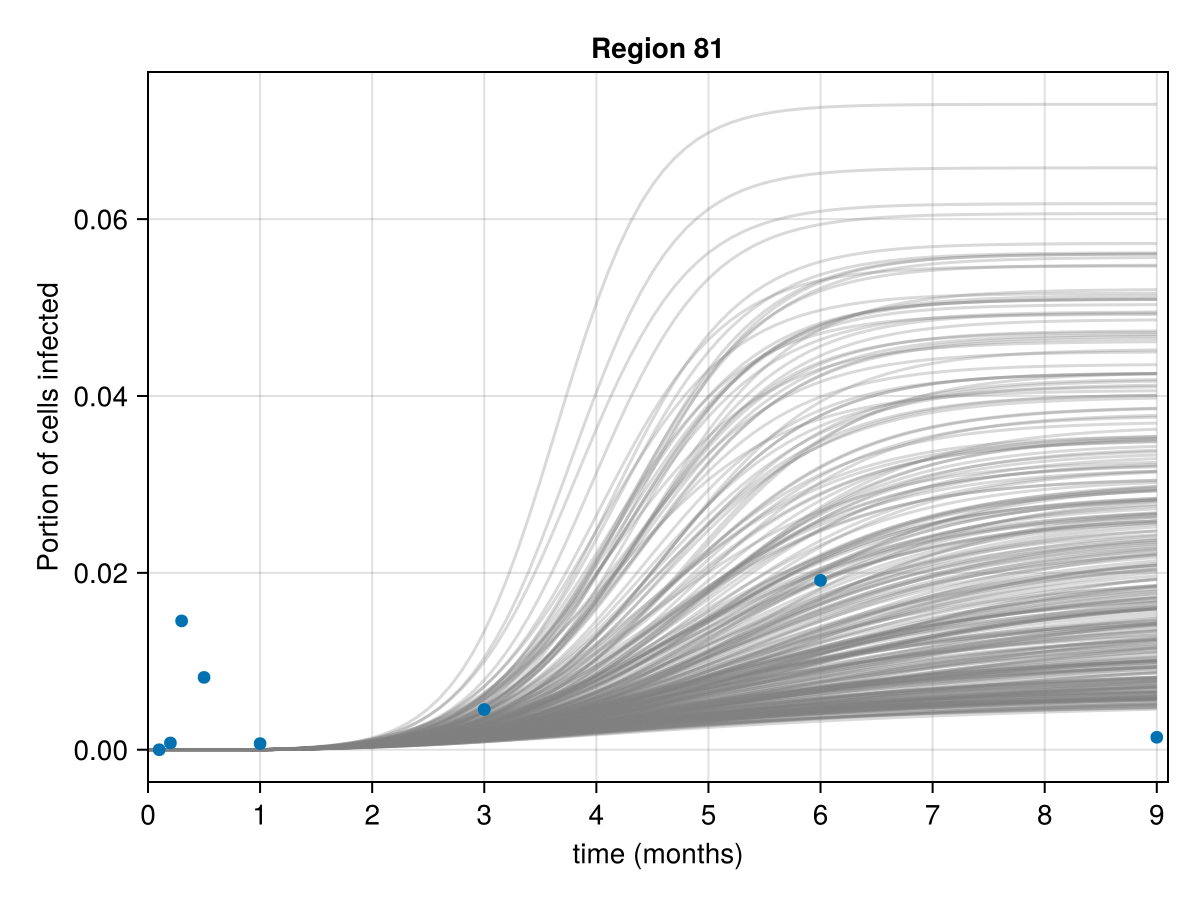 Region 81
Portion of cells infected
0.06
0.04
0.02
0.00
0 1 2 3 4 5 6 7 8 9
time (months)